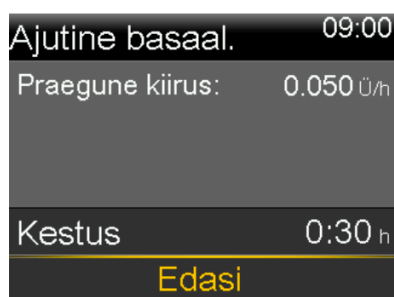 Ajutine basaal. 09:00
Praegune kiirus: 0.050 Ü/h
Kestus 0:30 h
Edasi